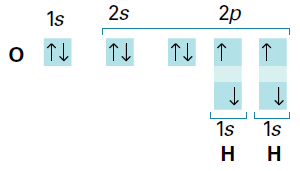 1s 2s 2p
O ↑↓ ↑↓ ↑↓ ↑ ↑
↓ ↓
1s 1s
H H